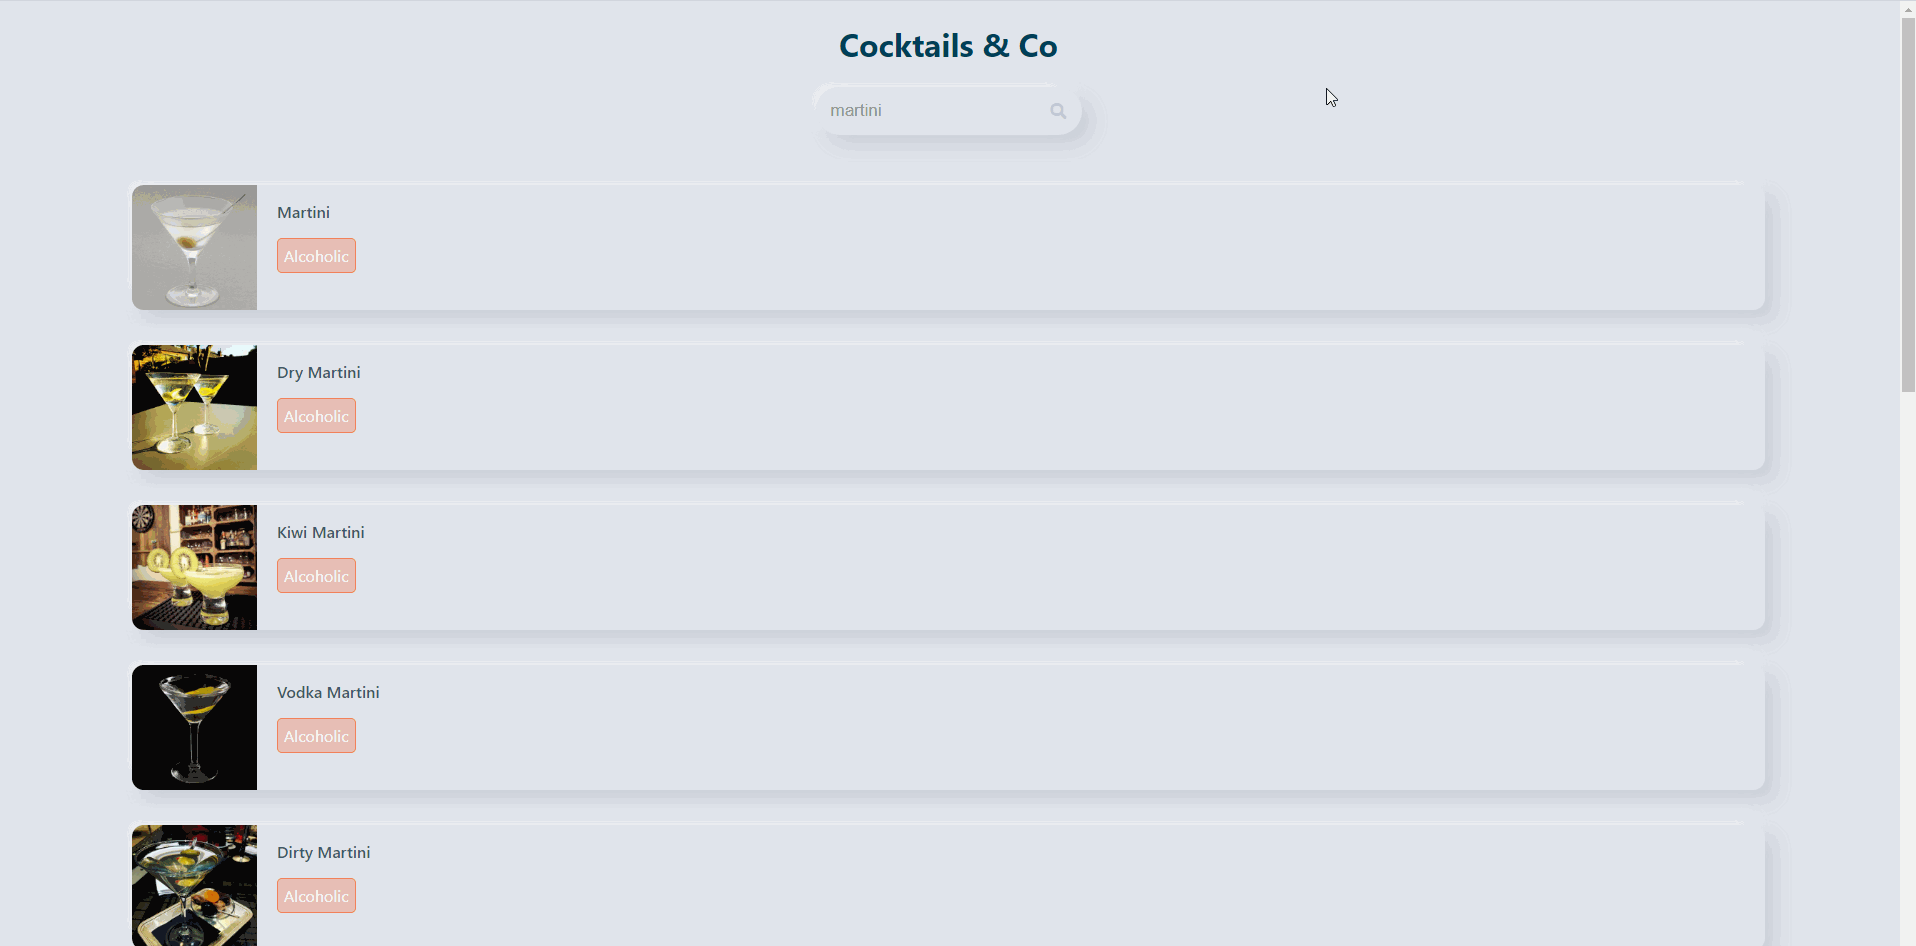 Cocktails & Co
martini
Martini
Alcoholic
Dry Martini
Alcoholic
Kiwi Martini
Alcoholic
Vodka Martini
Alcoholic
Dirty Martini
Alcoholic